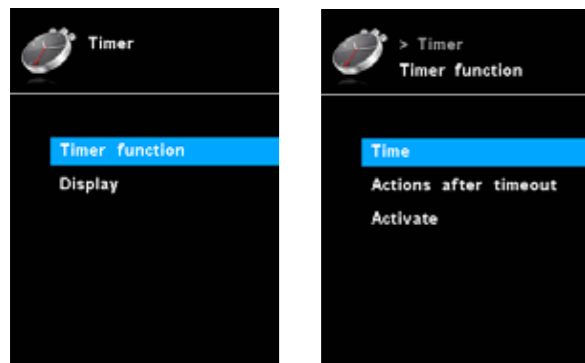 Timer
Timer function
Display
> Timer
Timer function
Time
Actions after timeout
Activate